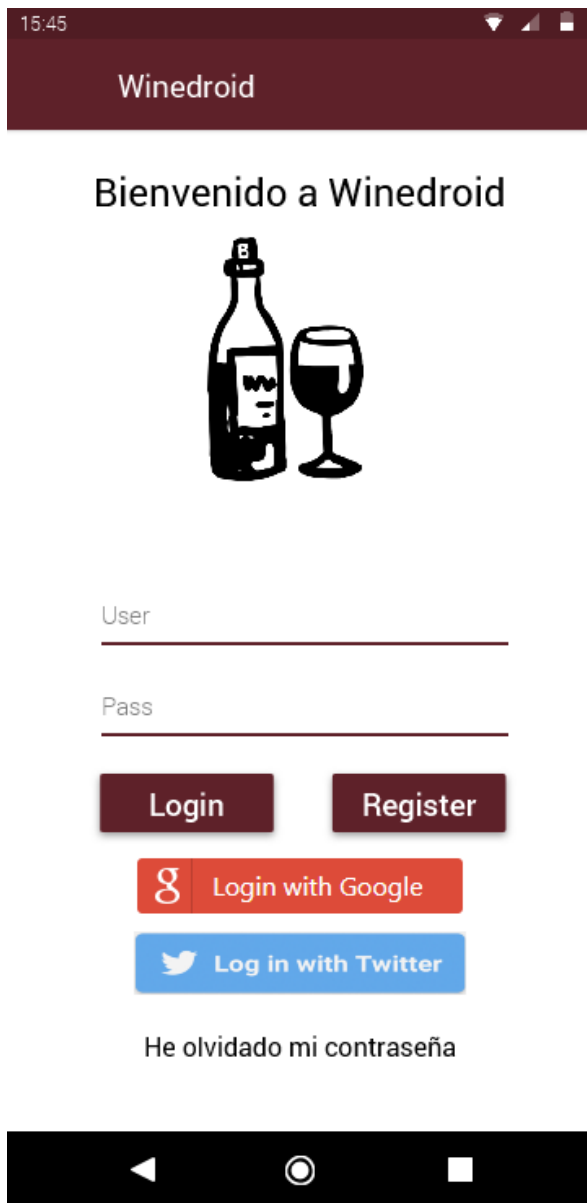 15:45
Winedroid
Bienvenido a Winedroid
B
User
Pass
Login
Register
g Login with Google
Log in with Twitter
He olvidado mi contraseña